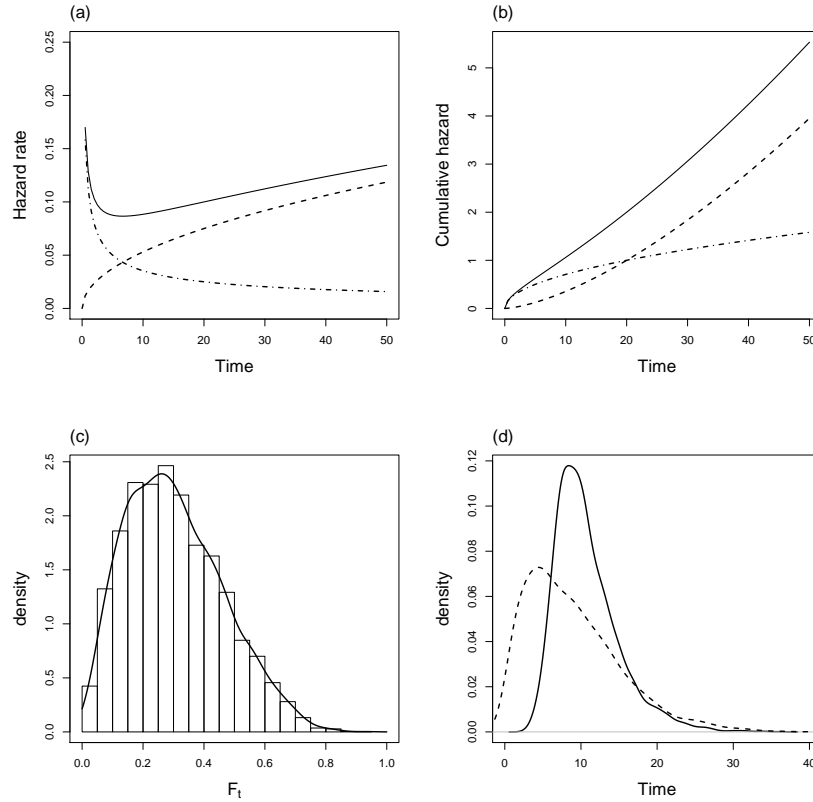 (a)
Hazard rate
0.00 0.05 0.10 0.15 0.20 0.25
0 10 20 30 40 50
Time
(b)
Cumulative hazard
0 1 2 3 4 5
0 10 20 30 40 50
Time
(c)
density
0.0 0.5 1.0 1.5 2.0 2.5
0.0 0.2 0.4 0.6 0.8 1.0
F_t
(d)
density
0.00 0.02 0.04 0.06 0.08 0.10 0.12
0 10 20 30 40
Time